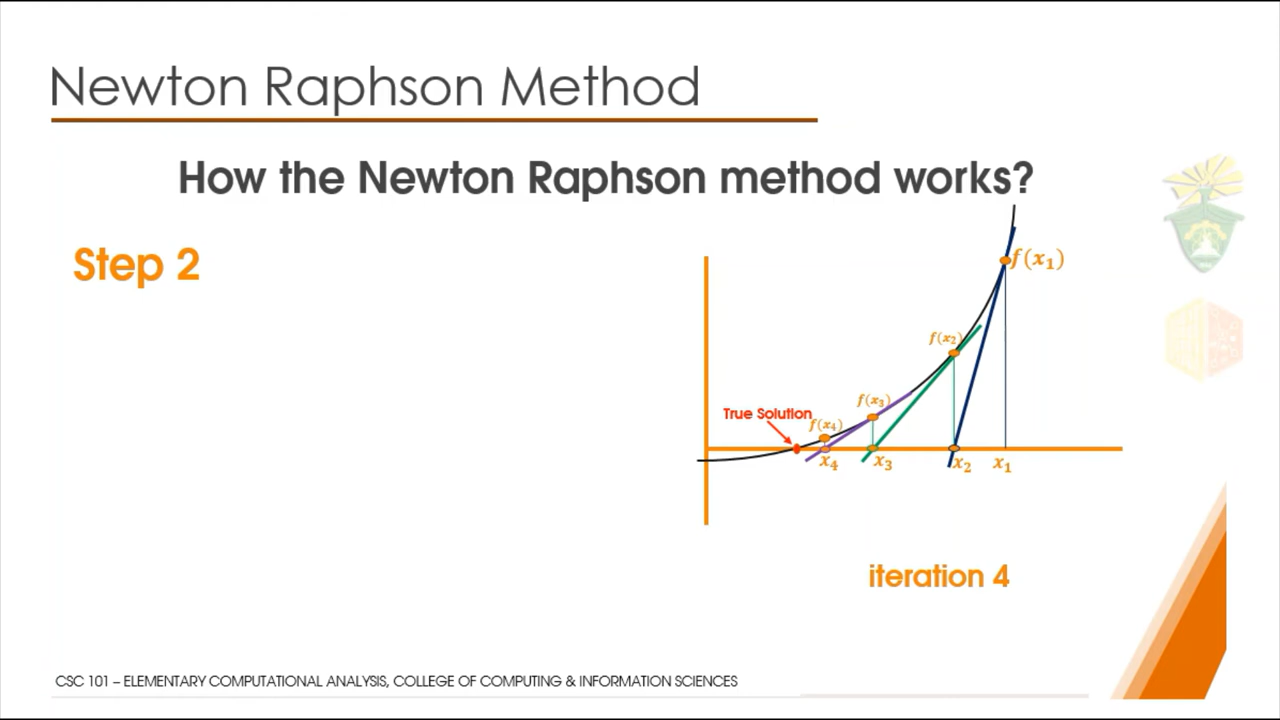 Newton Raphson Method
How the Newton Raphson method works?
Step 2
f(x₁)
f(x₂)
f(x₃)
True Solution
f(x₄)
x₄ x₃ x₂ x₁
iteration 4
CSC 101 – ELEMENTARY COMPUTATIONAL ANALYSIS, COLLEGE OF COMPUTING & INFORMATION SCIENCES